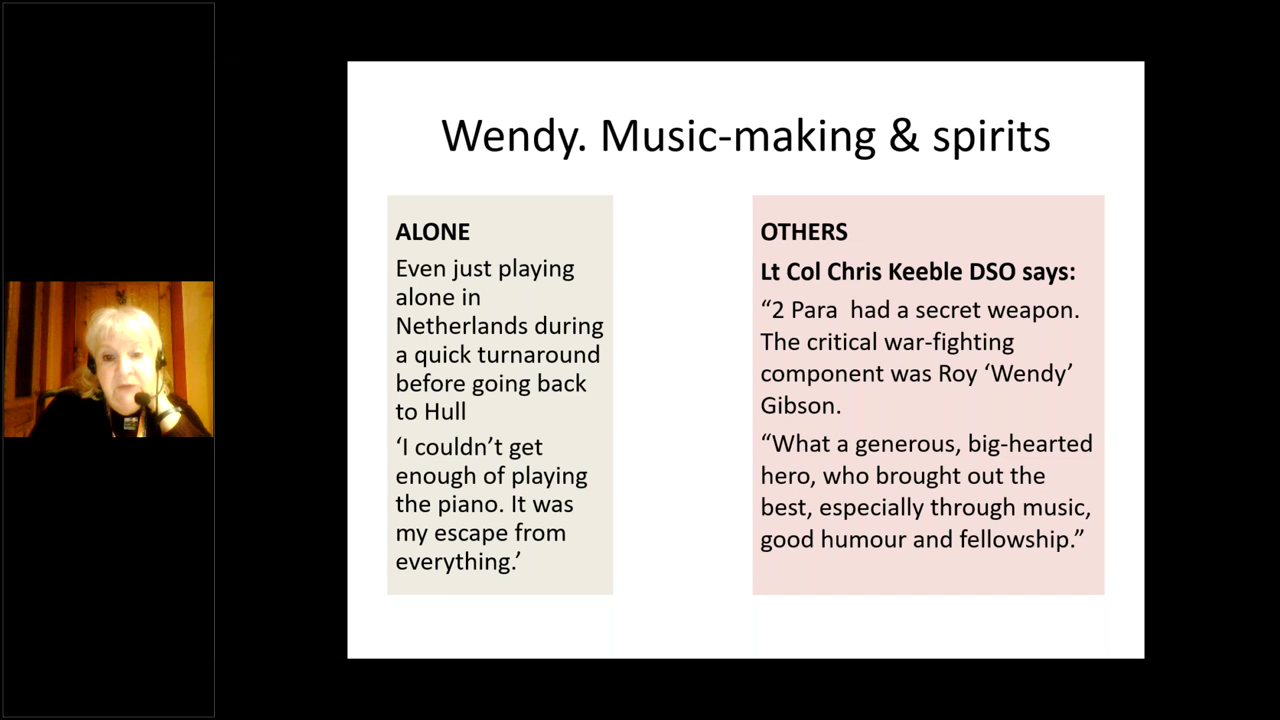 Wendy. Music-making & spirits
ALONE
Even just playing
alone in
Netherlands during
a quick turnaround
before going back
to Hull
‘I couldn’t get
enough of playing
the piano. It was
my escape from
everything.’
OTHERS
Lt Col Chris Keeble DSO says:
“2 Para  had a secret weapon.
The critical war-fighting
component was Roy ‘Wendy’
Gibson.
“What a generous, big-hearted
hero, who brought out the
best, especially through music,
good humour and fellowship.”